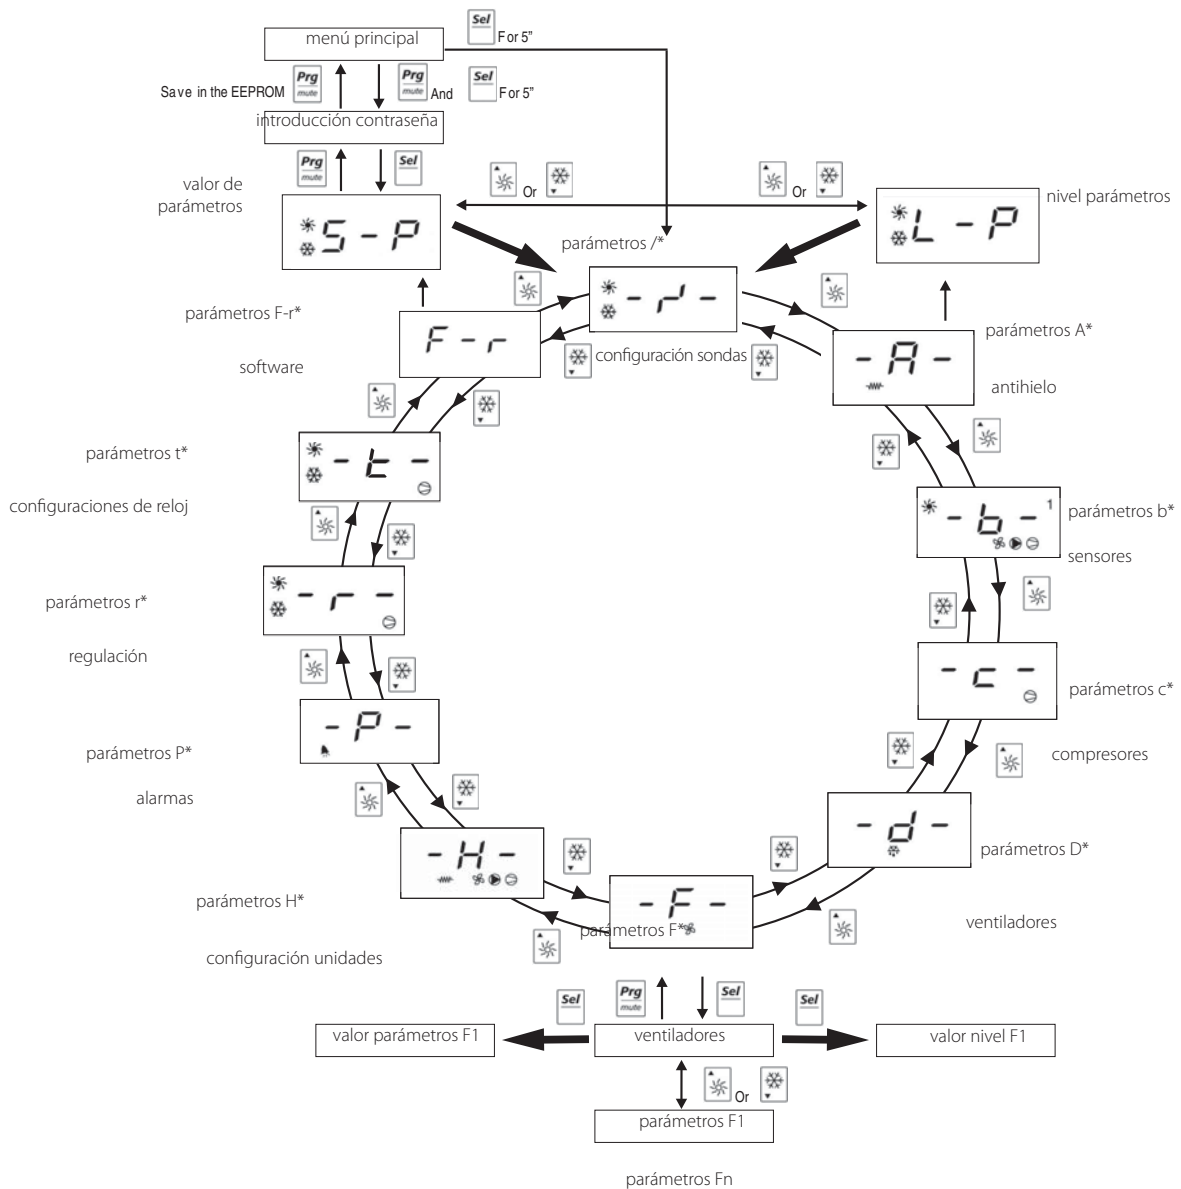 Sel
For 5”
menú principal
Save in the EEPROM
Prg
mute
Prg
mute
And
Sel
For 5”
introducción contraseña
Prg
mute
Sel
Or
Or
valor de
parámetros
S-P
L-P
nivel parámetros
parámetros /*
- / -
configuración sondas
parámetros F-r*
software
F-r
parámetros A*
antihielo
-A-
parámetros t*
configuraciones de reloj
-t-
-b- 1
parámetros b*
sensores
parámetros r*
regulación
-r-
-c-
parámetros c*
compresores
parámetros P*
alarmas
-P-
-d-
parámetros D*
ventiladores
-H-
parámetros H*
configuración unidades
-F-
parámetros F*
Sel
Prg
mute
Sel
Sel
valor parámetros F1
ventiladores
valor nivel F1
Or
parámetros F1
parámetros Fn